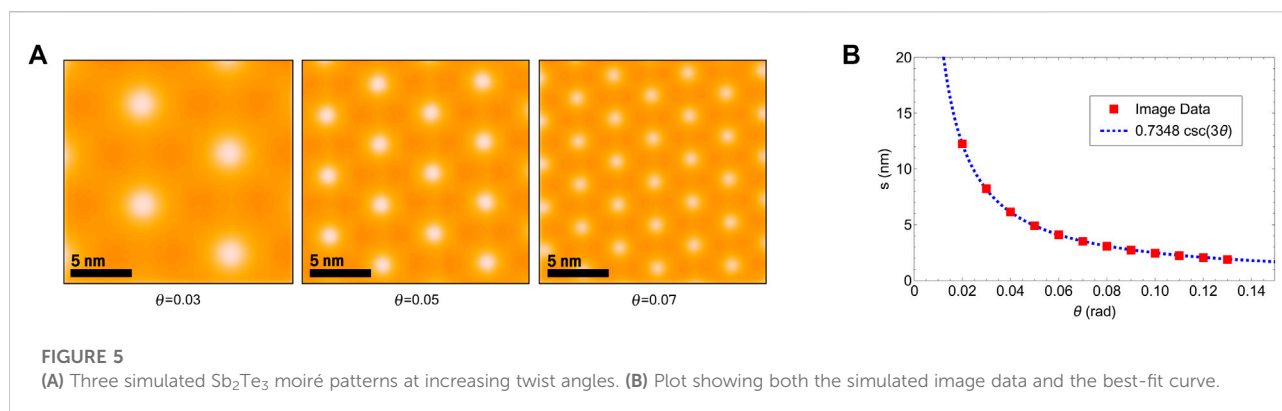 A
5 nm
5 nm
5 nm
θ=0.03
θ=0.05
θ=0.07
B
20
15
10
5
0
s (nm)
Image Data
0.7348 csc(3θ)
0
0.02
0.04
0.06
0.08
0.10
0.12
0.14
θ (rad)
FIGURE 5
(A) Three simulated Sb₂Te₃ moiré patterns at increasing twist angles. (B) Plot showing both the simulated image data and the best-fit curve.